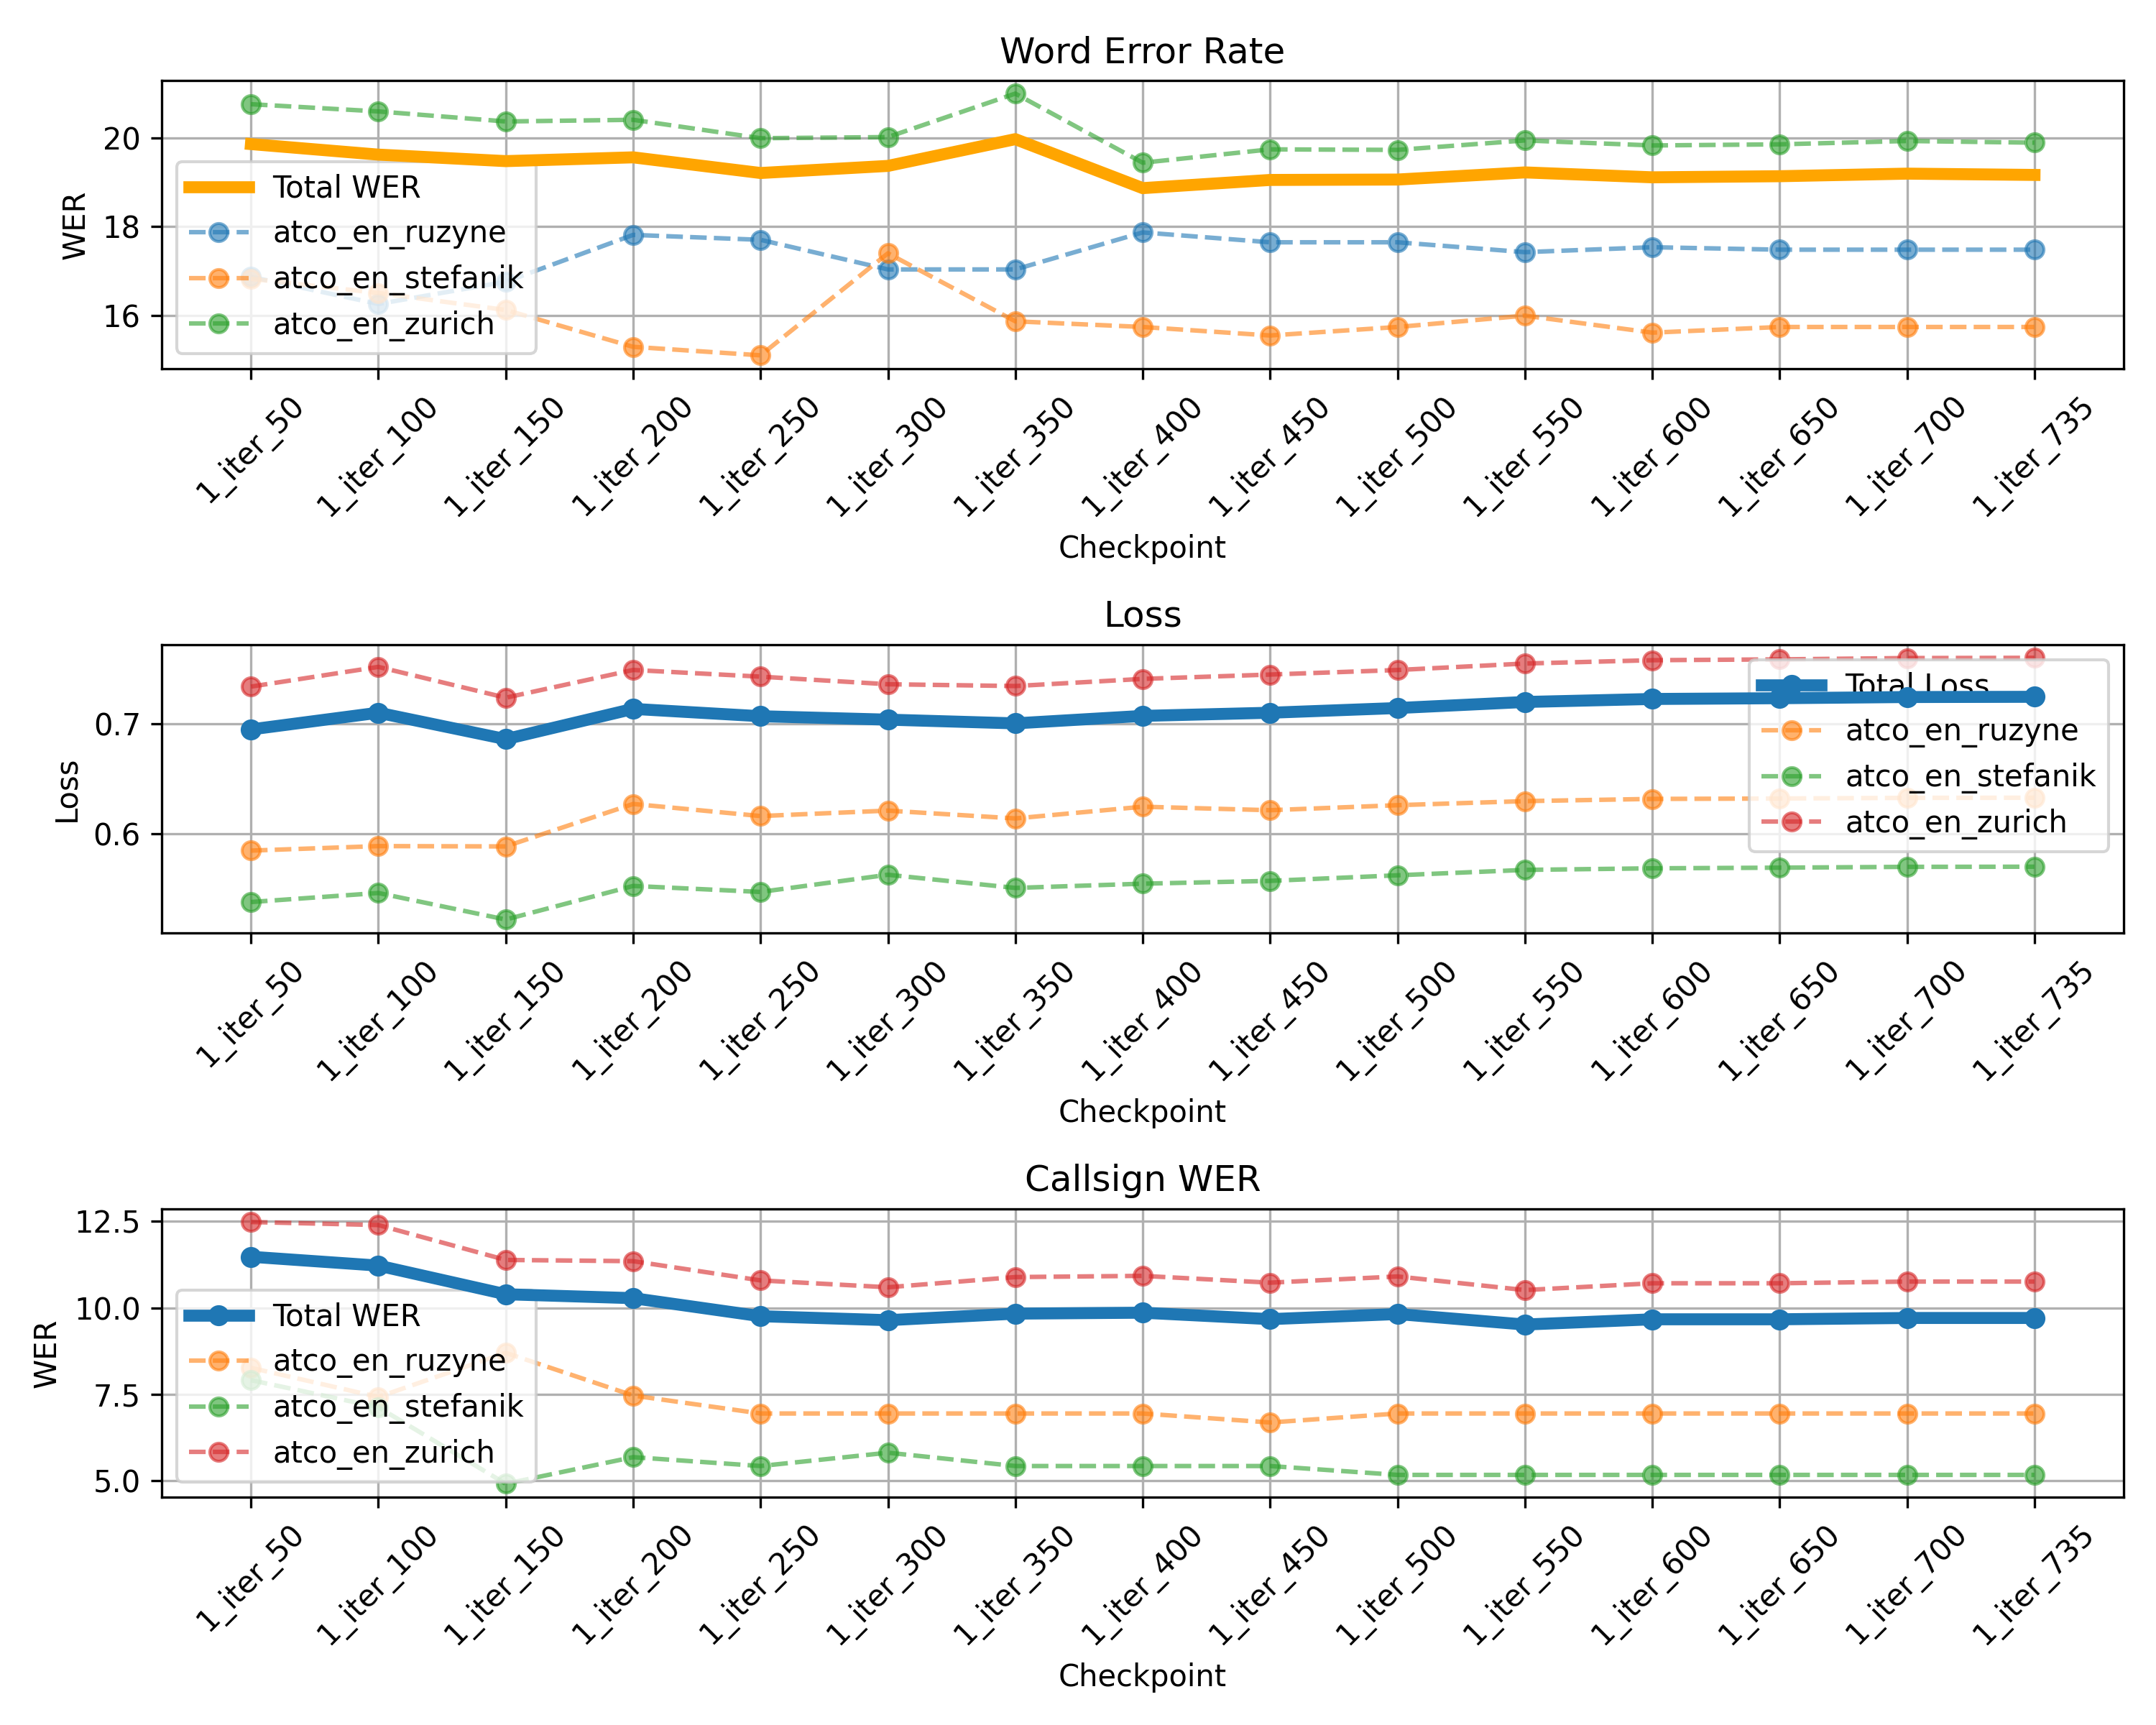 Word Error Rate
WER
20
18
16
Total WER
atco_en_ruzyne
atco_en_stefanik
atco_en_zurich
1_iter_50
1_iter_100
1_iter_150
1_iter_200
1_iter_250
1_iter_300
1_iter_350
1_iter_400
1_iter_450
1_iter_500
1_iter_550
1_iter_600
1_iter_650
1_iter_700
1_iter_735
Checkpoint
Loss
Loss
0.7
0.6
Total Loss
atco_en_ruzyne
atco_en_stefanik
atco_en_zurich
1_iter_50
1_iter_100
1_iter_150
1_iter_200
1_iter_250
1_iter_300
1_iter_350
1_iter_400
1_iter_450
1_iter_500
1_iter_550
1_iter_600
1_iter_650
1_iter_700
1_iter_735
Checkpoint
Callsign WER
WER
12.5
10.0
7.5
5.0
Total WER
atco_en_ruzyne
atco_en_stefanik
atco_en_zurich
1_iter_50
1_iter_100
1_iter_150
1_iter_200
1_iter_250
1_iter_300
1_iter_350
1_iter_400
1_iter_450
1_iter_500
1_iter_550
1_iter_600
1_iter_650
1_iter_700
1_iter_735
Checkpoint